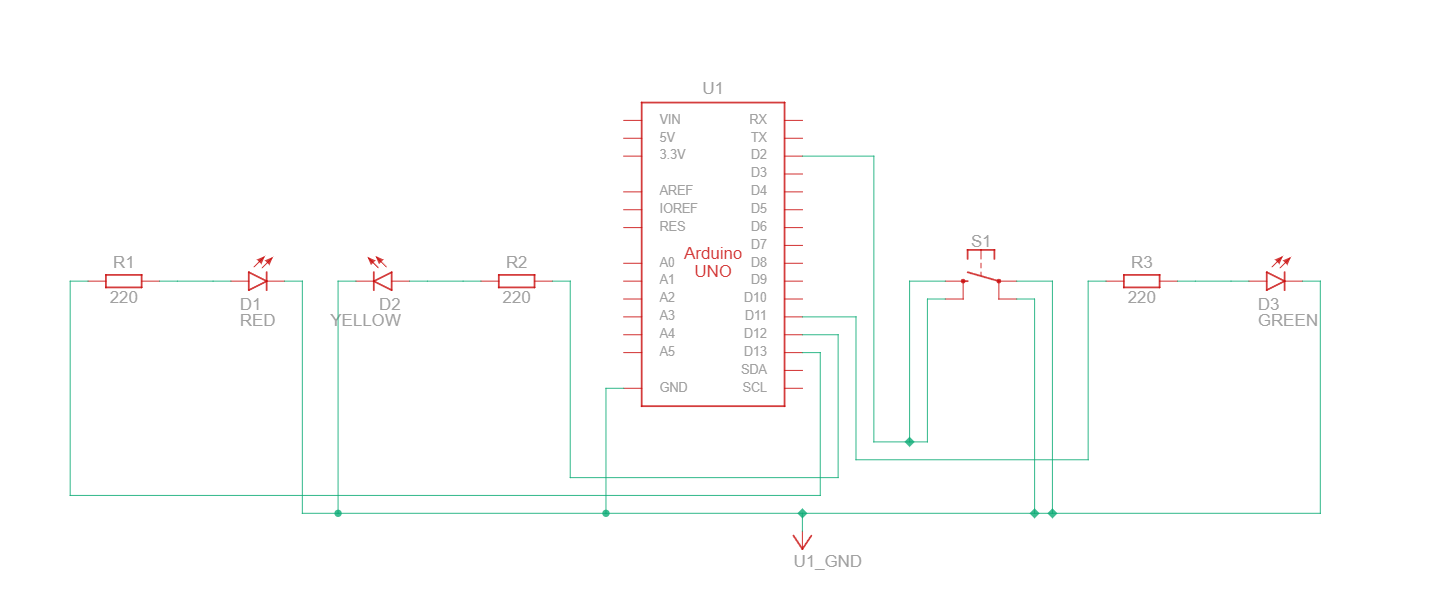 U1
VIN
RX
5V
TX
3.3V
D2
D3
AREF
D4
IOREF
D5
RES
D6
D7
Arduino
UNO
A0
D8
A1
D9
A2
D10
A3
D11
A4
D12
A5
D13
SDA
GND
SCL
R1
220
D1
RED
D2
YELLOW
R2
220
S1
R3
220
D3
GREEN
U1_GND